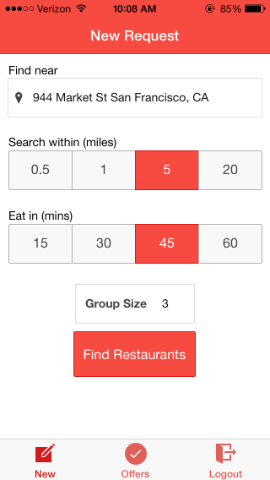 Verizon 10:08 AM 85%
New Request
Find near
944 Market St San Francisco, CA
Search within (miles)
0.5 1 5 20
Eat in (mins)
15 30 45 60
Group Size 3
Find Restaurants
New Offers Logout